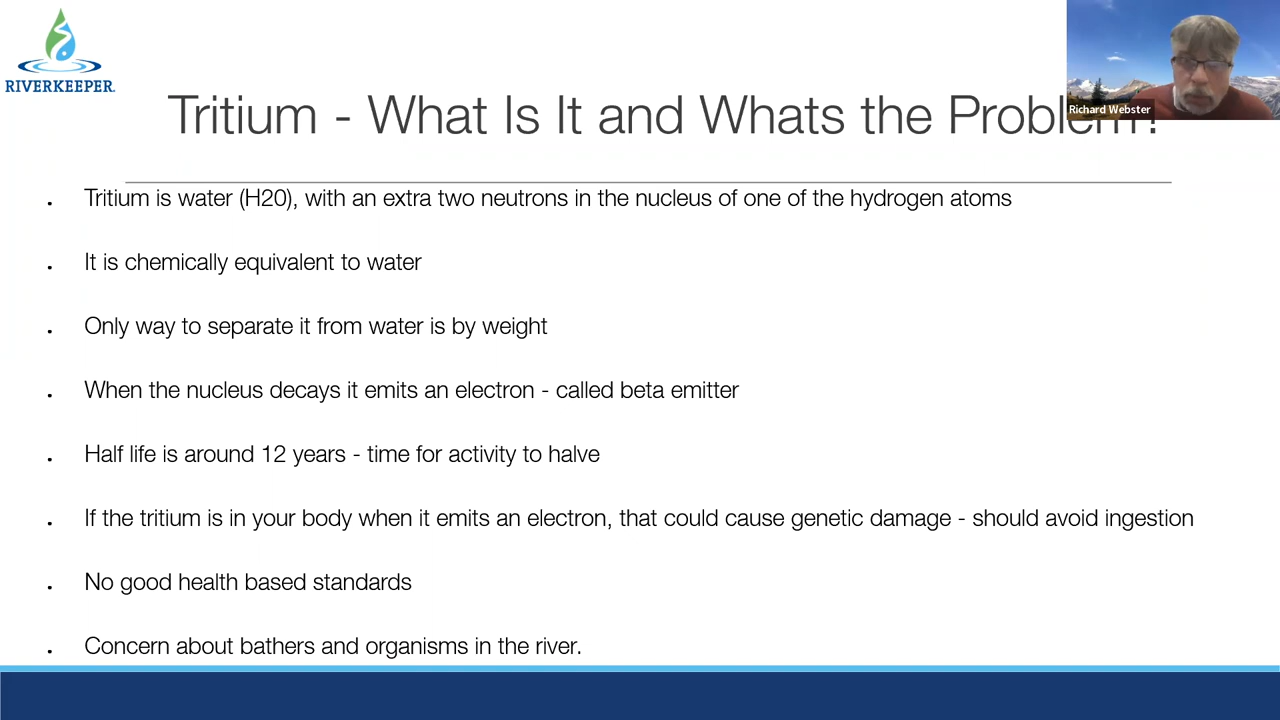 RIVERKEEPER.
Richard Webster
Tritium - What Is It and Whats the Problem?
. Tritium is water (H20), with an extra two neutrons in the nucleus of one of the hydrogen atoms
. It is chemically equivalent to water
. Only way to separate it from water is by weight
. When the nucleus decays it emits an electron - called beta emitter
. Half life is around 12 years - time for activity to halve
. If the tritium is in your body when it emits an electron, that could cause genetic damage - should avoid ingestion
. No good health based standards
. Concern about bathers and organisms in the river.